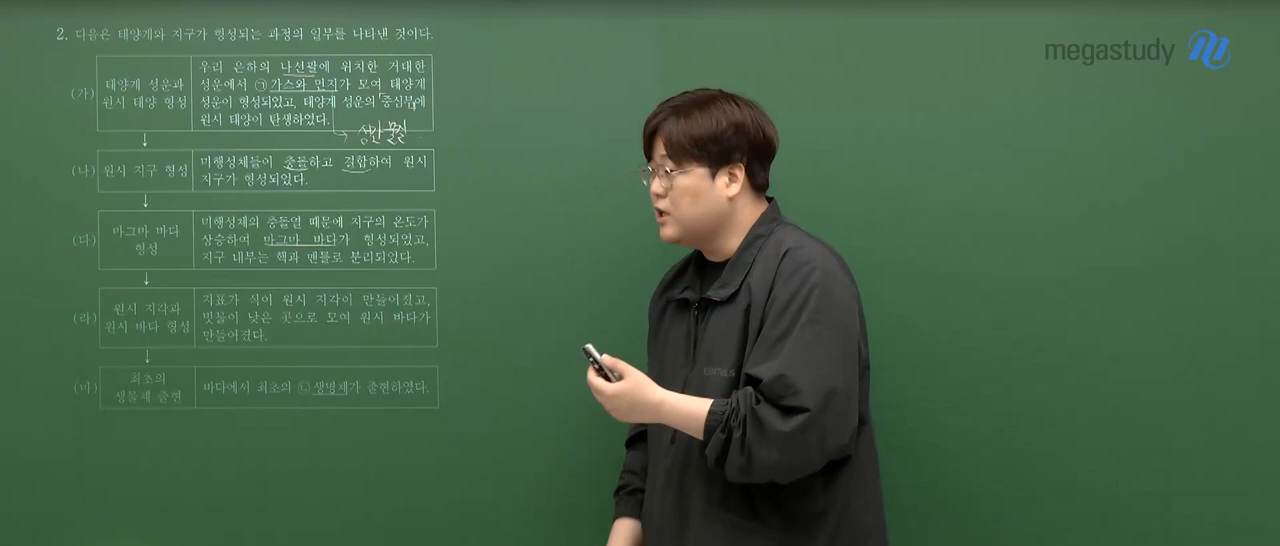 2. 다음은 태양계와 지구가 형성되는 과정의 일부를 나타낸 것이다.
megastudy
(가) 태양계 성운과 원시 태양 형성
우리 은하의 나선팔에 위치한 거대한
성운에서 ㉠가스와 먼지가 모여 태양계
성운이 형성되었고, 태양계 성운의 「중심부」에
원시 태양이 탄생하였다.
성간 물질
(나) 원시 지구 형성
미행성체들이 충돌하고 결합하여 원시
지구가 형성되었다.
(다) 마그마 바다 형성
미행성체의 충돌열 때문에 지구의 온도가
상승하여 마그마 바다가 형성되었고,
지구 내부는 핵과 맨틀로 분리되었다.
(라) 원시 지각과 원시 바다 형성
지표가 식어 원시 지각이 만들어졌고,
빗물이 낮은 곳으로 모여 원시 바다가
만들어졌다.
(마) 최초의 생물체 출현
바다에서 최초의 ㉡생명체가 출현하였다.